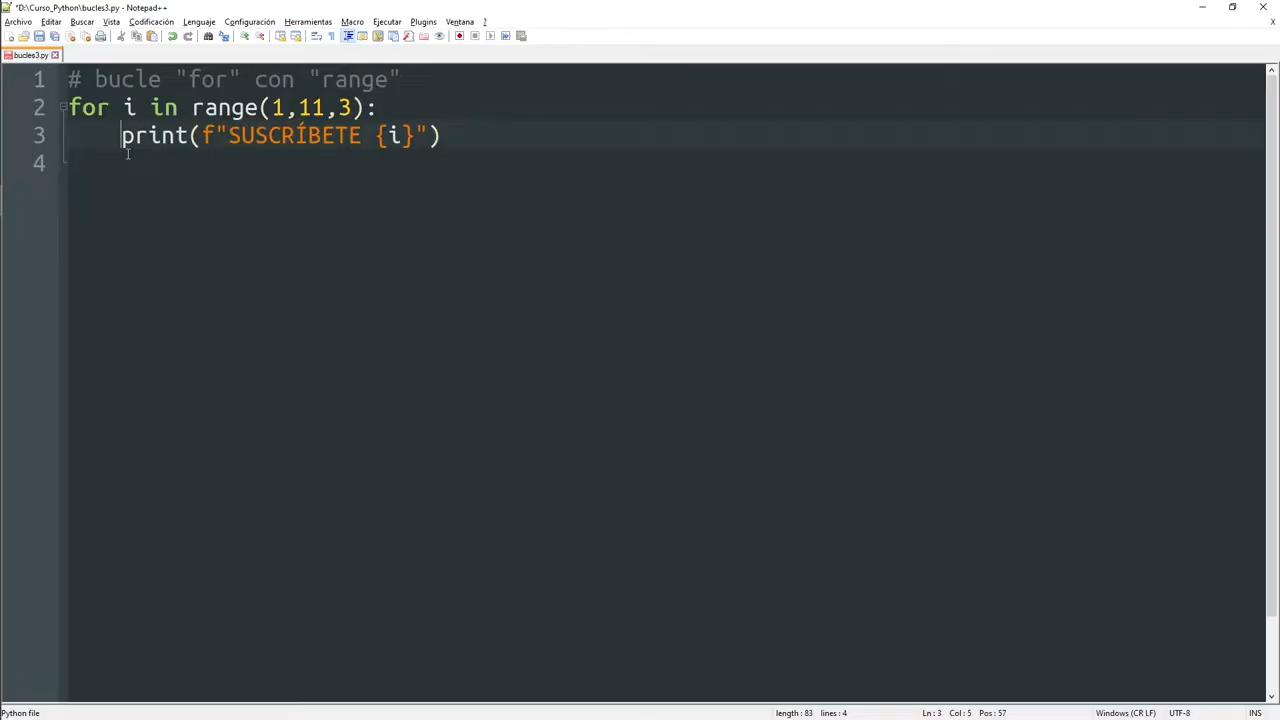 *D:\Curso_Python\bucles3.py - Notepad++
Archivo Editar Buscar Vista Codificación Lenguaje Configuración Herramientas Macro Ejecutar Plugins Ventana ?
bucles3.py
1 # bucle "for" con "range"
2 for i in range(1,11,3):
3     print(f"SUSCRÍBETE {i}")
4
Python file length : 83 lines : 4 Ln : 3 Col : 5 Pos : 57 Windows (CR LF) UTF-8 INS